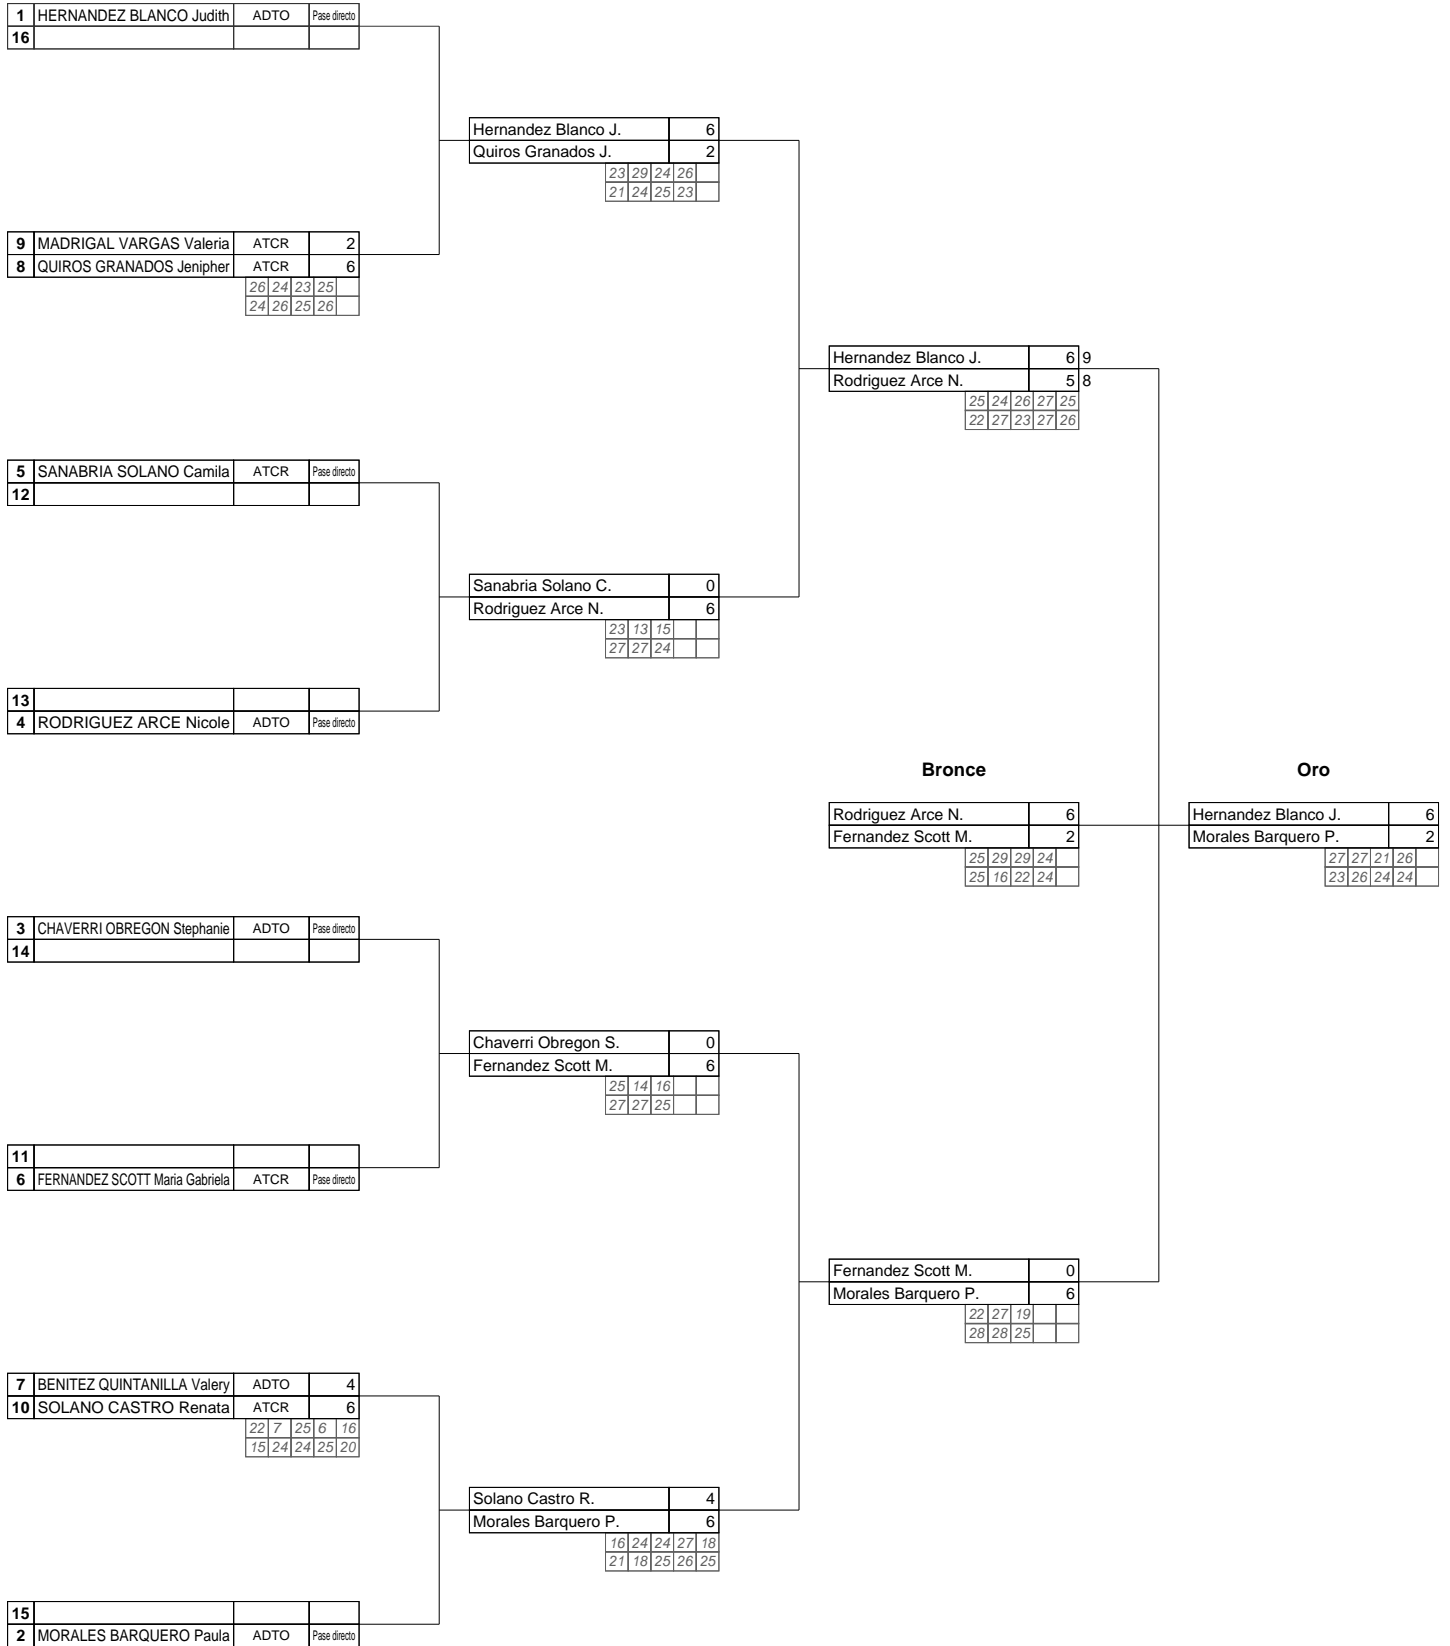 1 HERNANDEZ BLANCO Judith ADTO Pase directo
16
Hernandez Blanco J. 6
Quiros Granados J. 2
23 29 24 26
21 24 25 23
9 MADRIGAL VARGAS Valeria ATCR 2
8 QUIROS GRANADOS Jenipher ATCR 6
26 24 23 25
24 26 25 26
Hernandez Blanco J. 6 9
Rodriguez Arce N. 5 8
25 24 26 27 25
22 27 23 27 26
5 SANABRIA SOLANO Camila ATCR Pase directo
12
Sanabria Solano C. 0
Rodriguez Arce N. 6
23 13 15
27 27 24
13
4 RODRIGUEZ ARCE Nicole ADTO Pase directo
Bronce
Rodriguez Arce N. 6
Fernandez Scott M. 2
25 29 29 24
25 16 22 24
Oro
Hernandez Blanco J. 6
Morales Barquero P. 2
27 27 21 26
23 26 24 24
3 CHAVERRI OBREGON Stephanie ADTO Pase directo
14
Chaverri Obregon S. 0
Fernandez Scott M. 6
25 14 16
27 27 25
11
6 FERNANDEZ SCOTT Maria Gabriela ATCR Pase directo
Fernandez Scott M. 0
Morales Barquero P. 6
22 27 19
28 28 25
7 BENITEZ QUINTANILLA Valery ADTO 4
10 SOLANO CASTRO Renata ATCR 6
22 7 25 6 16
15 24 24 25 20
Solano Castro R. 4
Morales Barquero P. 6
16 24 24 27 18
21 18 25 26 25
15
2 MORALES BARQUERO Paula ADTO Pase directo